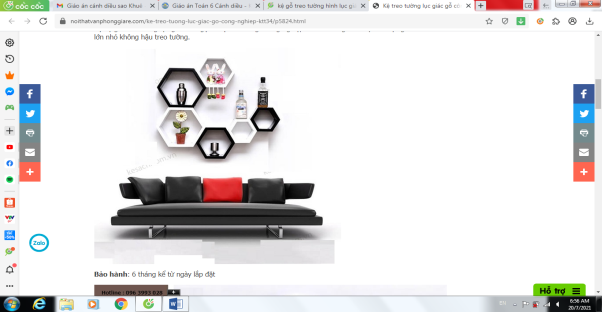 cốc cốc
Giáo án cánh diều sao Khuê
Giáo án Toán 6 Cánh diều -
kệ gỗ treo tường hình lục g
Kệ treo tường lục giác gỗ cô
noithatvanphonggiare.com/ke-treo-tuong-luc-giac-go-cong-nghiep-ktt34/p5824.html
lớn nhỏ không hậu treo tường.
Zalo
Bảo hành: 6 tháng kể từ ngày lắp đặt
Hotline : 096 3993 028
Hỗ trợ
6:56 AM
20/7/2021